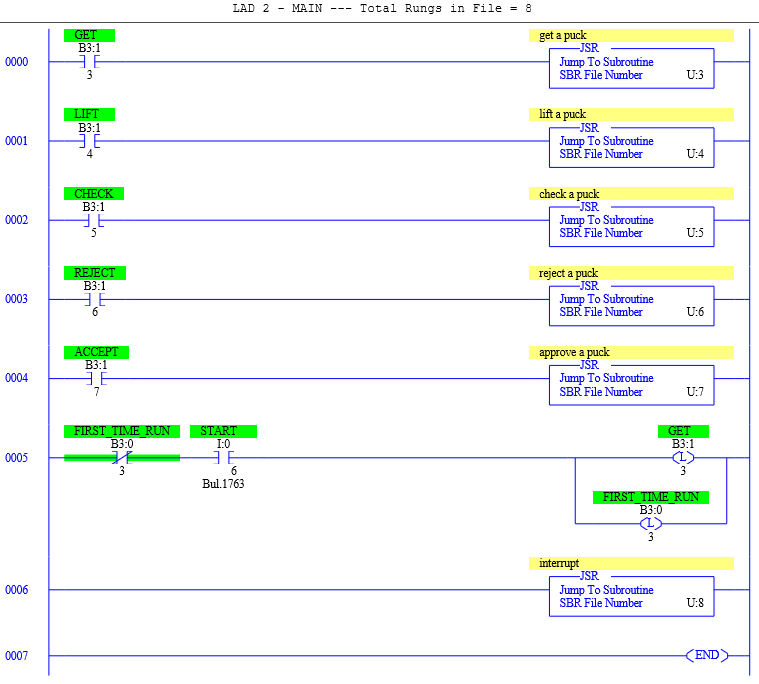 LAD 2 - MAIN --- Total Rungs in File = 8
GET
get a puck
B3:1
JSR
0000
Jump To Subroutine
3
SBR File Number U:3
LIFT
lift a puck
B3:1
JSR
0001
Jump To Subroutine
4
SBR File Number U:4
CHECK
check a puck
B3:1
JSR
0002
Jump To Subroutine
5
SBR File Number U:5
REJECT
reject a puck
B3:1
JSR
0003
Jump To Subroutine
6
SBR File Number U:6
ACCEPT
approve a puck
B3:1
JSR
0004
Jump To Subroutine
7
SBR File Number U:7
FIRST_TIME_RUN START GET
B3:0 I:0 B3:1
0005
L
3 6 3
Bul.1763
FIRST_TIME_RUN
B3:0
L
3
interrupt
JSR
0006
Jump To Subroutine
SBR File Number U:8
0007
END